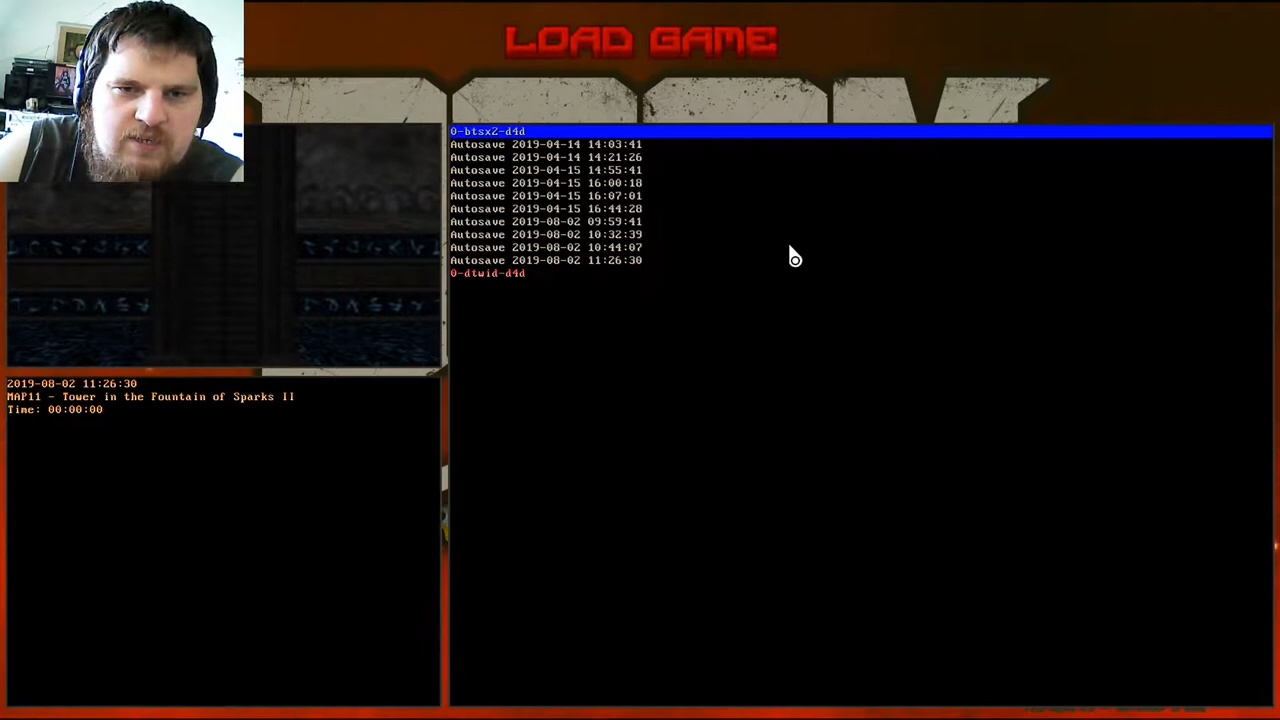 LOAD GAME
0-btsx2-d4d
Autosave 2019-04-14 14:03:41
Autosave 2019-04-14 14:21:26
Autosave 2019-04-15 14:55:41
Autosave 2019-04-15 16:00:18
Autosave 2019-04-15 16:07:01
Autosave 2019-04-15 16:44:28
Autosave 2019-08-02 09:59:41
Autosave 2019-08-02 10:32:39
Autosave 2019-08-02 10:44:07
Autosave 2019-08-02 11:26:30
0-dtwid-d4d
2019-08-02 11:26:30
MAP11 - Tower in the Fountain of Sparks II
Time: 00:00:00